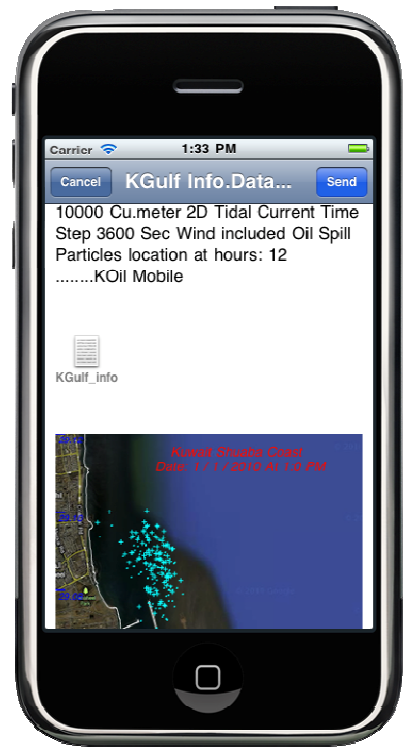 Carrier 1:33 PM
Cancel KGulf Info.Data... Send
10000 Cu.meter 2D Tidal Current Time
Step 3600 Sec Wind included Oil Spill
Particles location at hours: 12
........KOil Mobile
KGulf_info
Kuwait Shuaba Coast
Date: 1 / 1 / 2010 At 1:0 PM